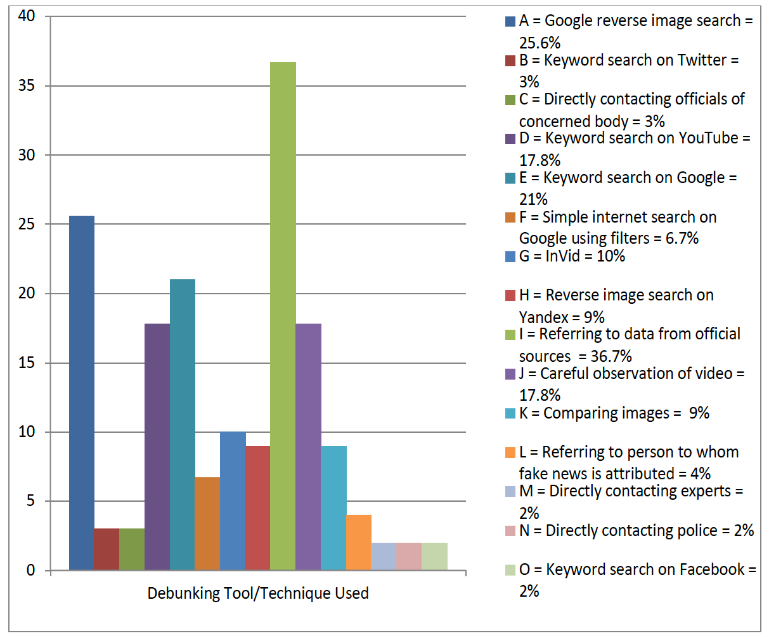 40
35
30
25
20
15
10
5
0
Debunking Tool/Technique Used
A = Google reverse image search =
25.6%
B = Keyword search on Twitter =
3%
C = Directly contacting officials of
concerned body = 3%
D = Keyword search on YouTube =
17.8%
E = Keyword search on Google =
21%
F = Simple internet search on
Google using filters = 6.7%
G = InVid = 10%
H = Reverse image search on
Yandex = 9%
I = Referring to data from official
sources = 36.7%
J = Careful observation of video =
17.8%
K = Comparing images = 9%
L = Referring to person to whom
fake news is attributed = 4%
M = Directly contacting experts =
2%
N = Directly contacting police = 2%
O = Keyword search on Facebook =
2%